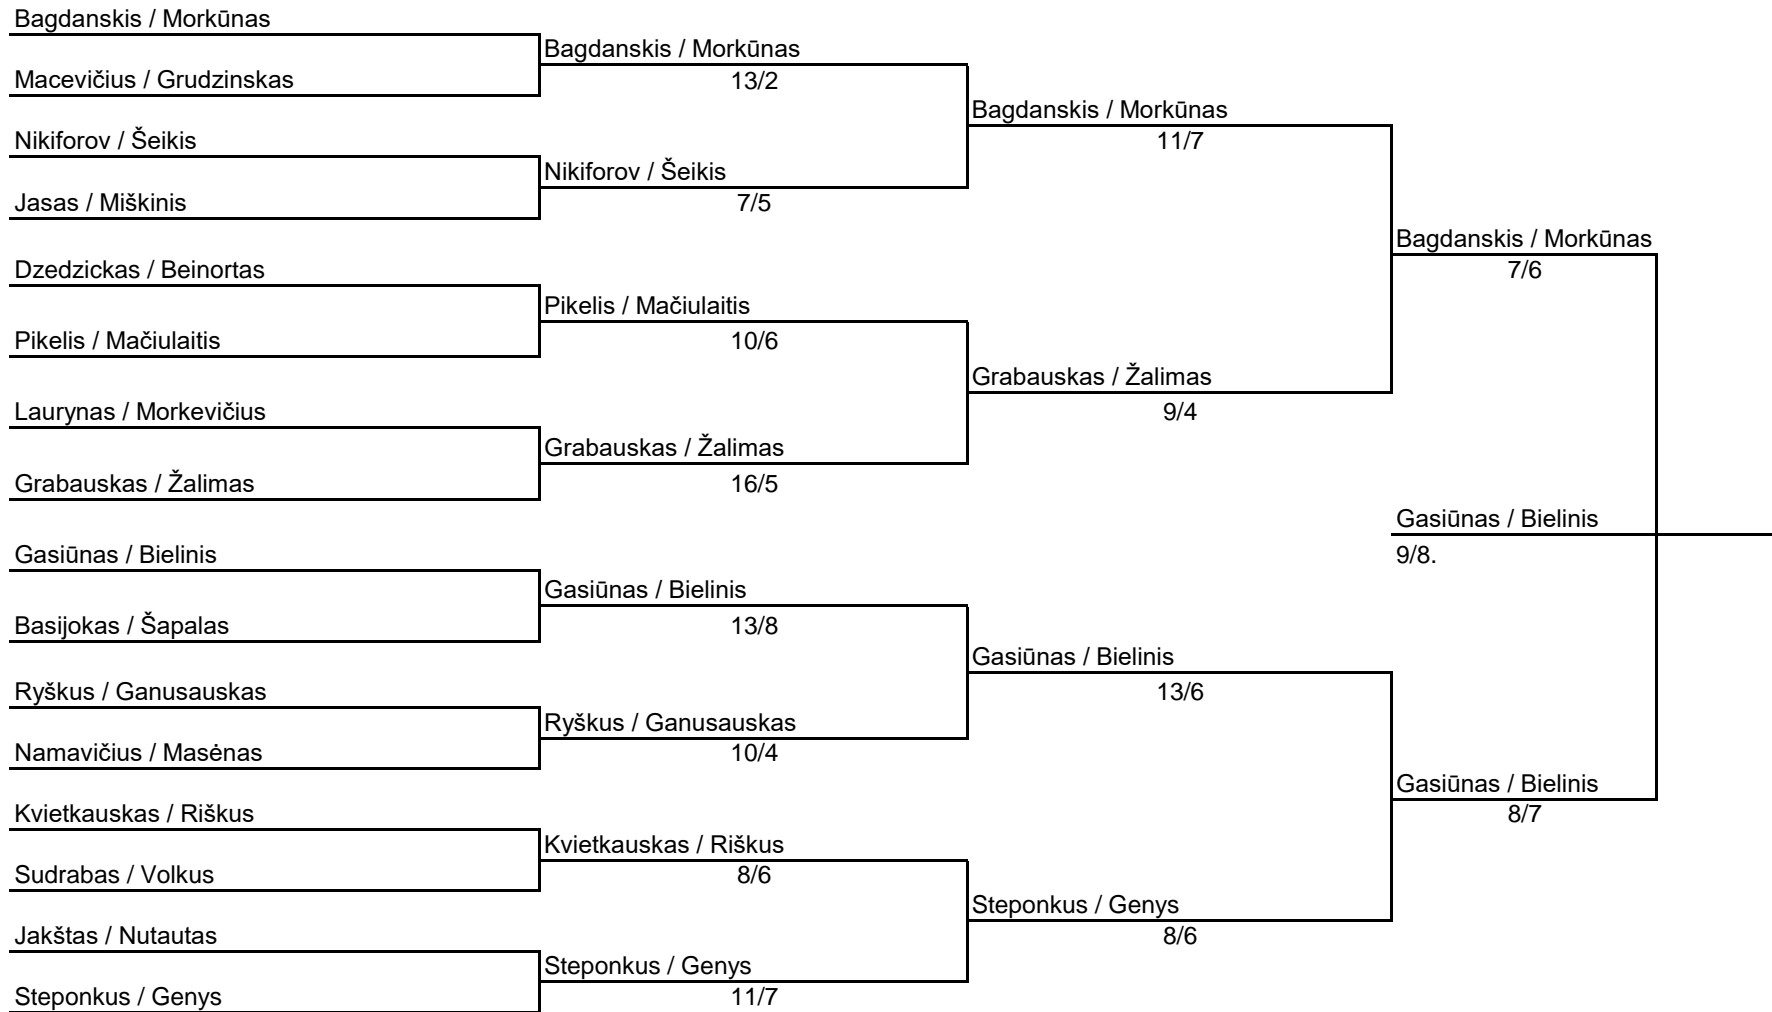 Bagdanskis / Morkūnas
Bagdanskis / Morkūnas
Macevičius / Grudzinskas
13/2
Bagdanskis / Morkūnas
Nikiforov / Šeikis
11/7
Nikiforov / Šeikis
Jasas / Miškinis
7/5
Bagdanskis / Morkūnas
Dzedzickas / Beinortas
7/6
Pikelis / Mačiulaitis
Pikelis / Mačiulaitis
10/6
Grabauskas / Žalimas
Laurynas / Morkevičius
9/4
Grabauskas / Žalimas
Grabauskas / Žalimas
16/5
Gasiūnas / Bielinis
Gasiūnas / Bielinis
9/8.
Gasiūnas / Bielinis
Basijokas / Šapalas
13/8
Gasiūnas / Bielinis
Ryškus / Ganusauskas
13/6
Ryškus / Ganusauskas
Namavičius / Masėnas
10/4
Gasiūnas / Bielinis
Kvietkauskas / Riškus
8/7
Kvietkauskas / Riškus
Sudrabas / Volkus
8/6
Steponkus / Genys
Jakštas / Nutautas
8/6
Steponkus / Genys
Steponkus / Genys
11/7